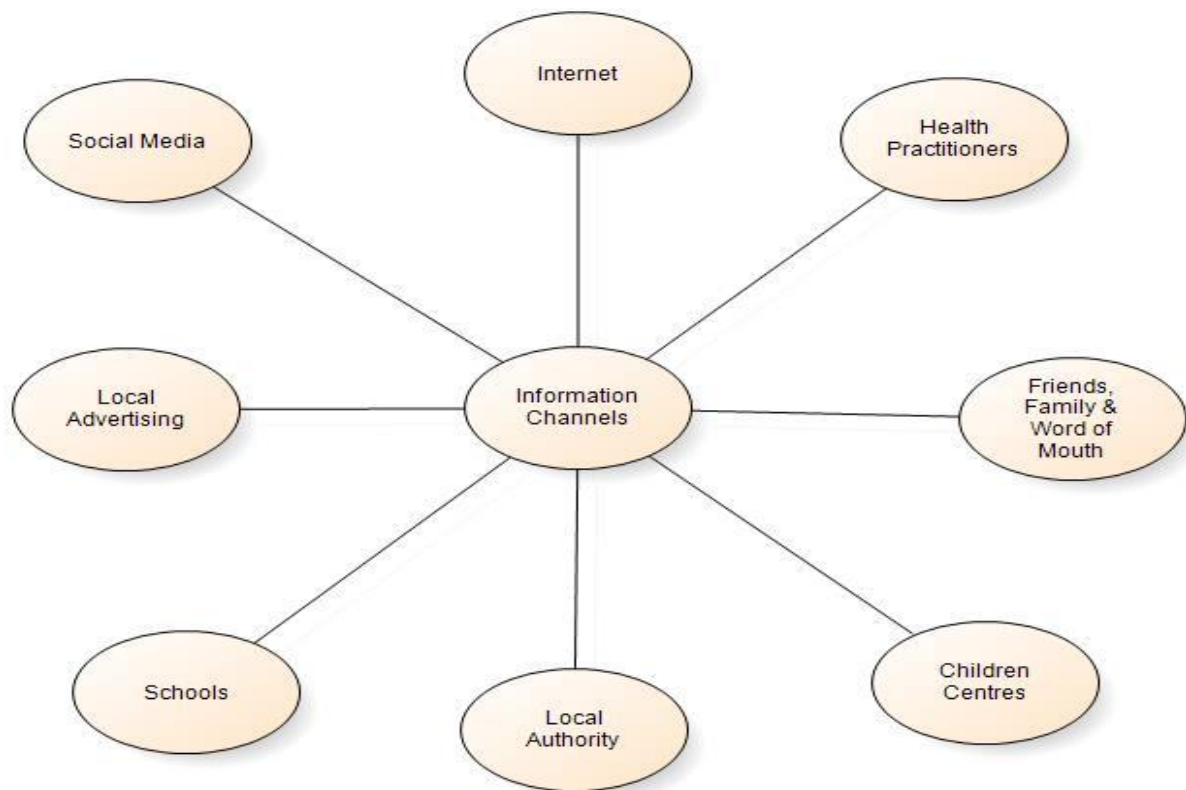 Internet
Social Media
Health
Practitioners
Information
Channels
Local
Advertising
Friends,
Family &
Word of
Mouth
Schools
Local
Authority
Children
Centres